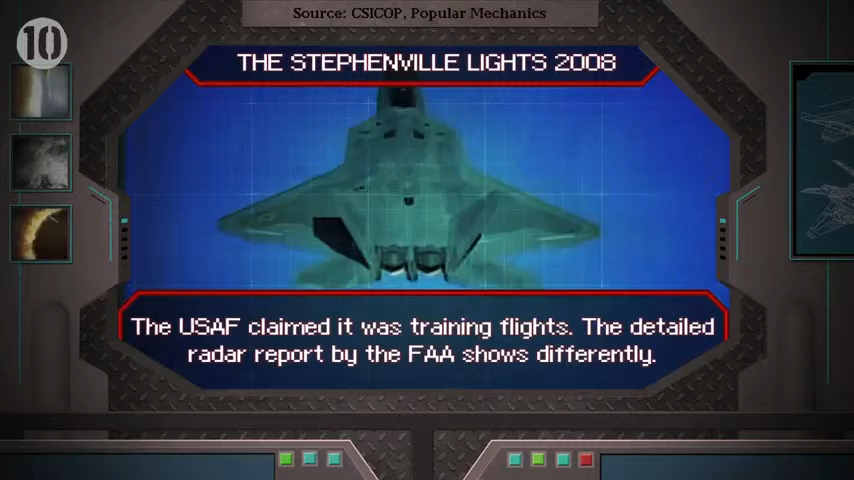 Source: CSICOP, Popular Mechanics
10
THE STEPHENVILLE LIGHTS 2008
The USAF claimed it was training flights. The detailed
radar report by the FAA shows differently.